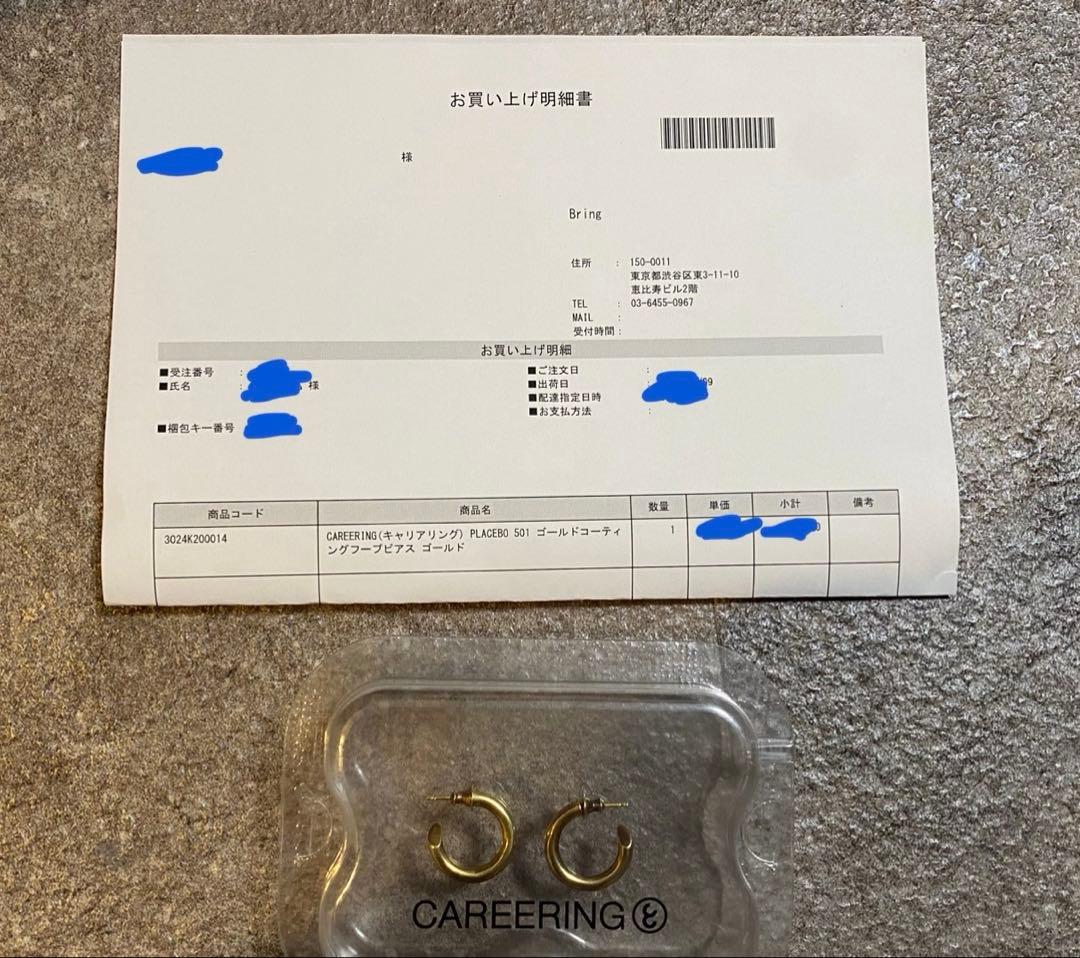 お買い上げ明細書
様
Bring
住所 : 150-0011
東京都渋谷区東3-11-10
恵比寿ビル2階
TEL : 03-6455-0967
MAIL :
受付時間 :
お買い上げ明細
■受注番号 :
■氏名 : 様
■梱包キー番号
■ご注文日 :
■出荷日 : /09
■配達指定日時
■お支払方法 :
商品コード 商品名 数量 単価 小計 備考
3024K200014 CAREERING(キャリアリング) PLACEBO 501 ゴールドコーティ 1
ングフープピアス ゴールド
CAREERING